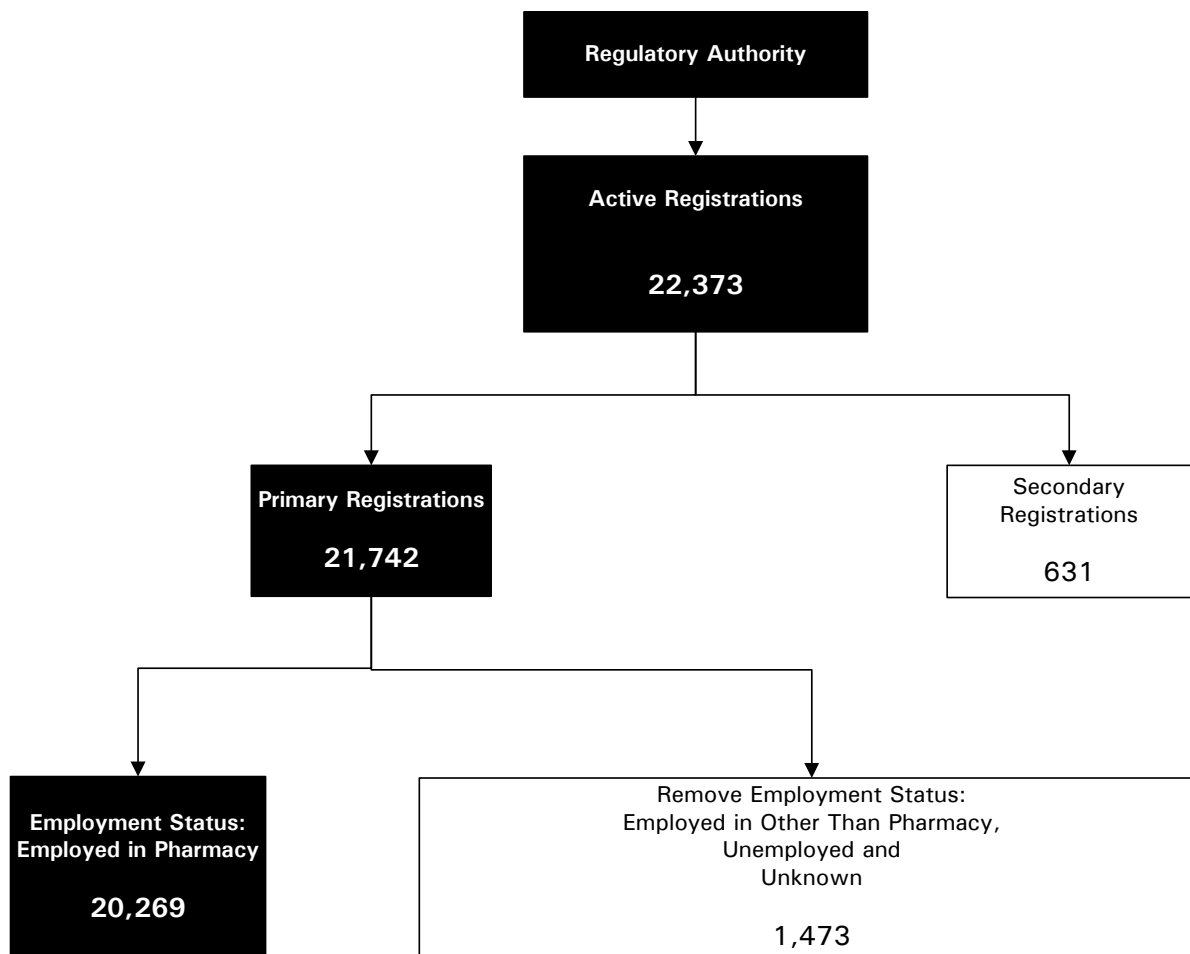 Regulatory Authority
Active Registrations
22,373
Primary Registrations
21,742
Secondary
Registrations
631
Employment Status:
Employed in Pharmacy
20,269
Remove Employment Status:
Employed in Other Than Pharmacy,
Unemployed and
Unknown
1,473